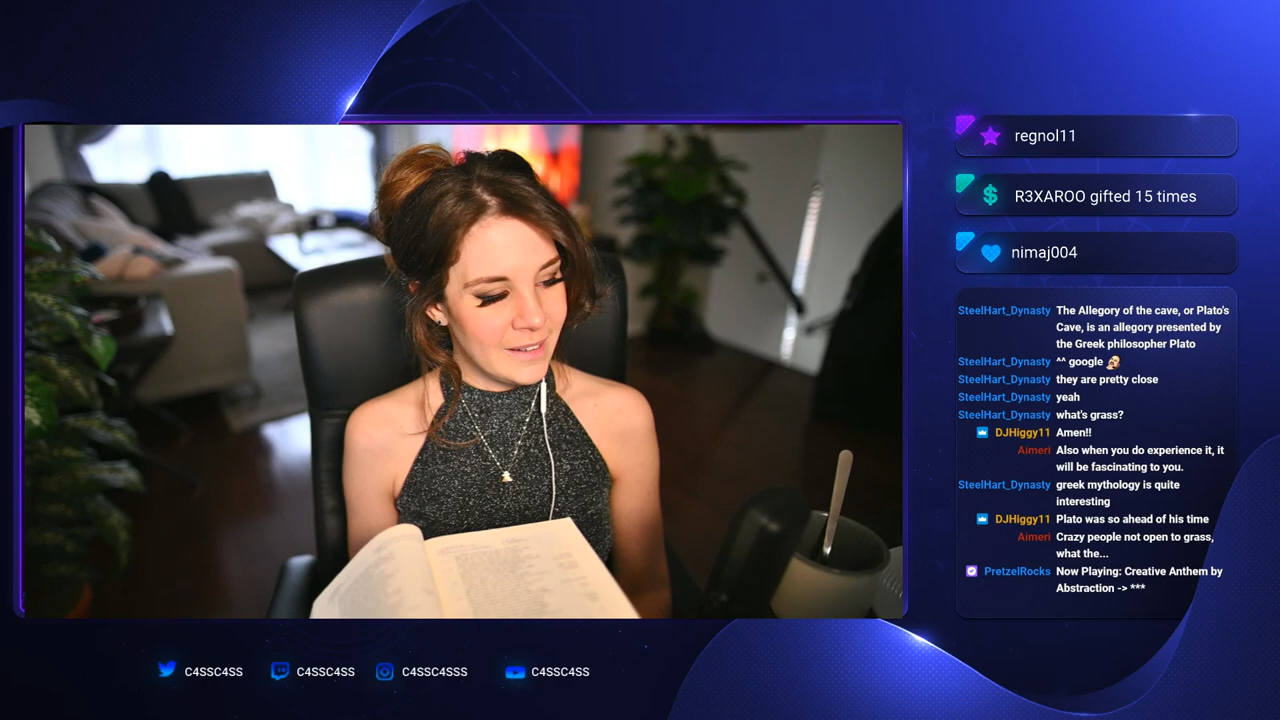 regnol11
R3XAROO gifted 15 times
nimaj004
SteelHart_Dynasty The Allegory of the cave, or Plato's
Cave, is an allegory presented by
the Greek philosopher Plato
SteelHart_Dynasty ^^ google
SteelHart_Dynasty they are pretty close
SteelHart_Dynasty yeah
SteelHart_Dynasty what's grass?
DJHiggy11 Amen!!
Aimeri Also when you do experience it, it
will be fascinating to you.
SteelHart_Dynasty greek mythology is quite
interesting
DJHiggy11 Plato was so ahead of his time
Aimeri Crazy people not open to grass,
what the...
PretzelRocks Now Playing: Creative Anthem by
Abstraction -> ***
C4SSC4SS C4SSC4SS C4SSC4SSS C4SSC4SS